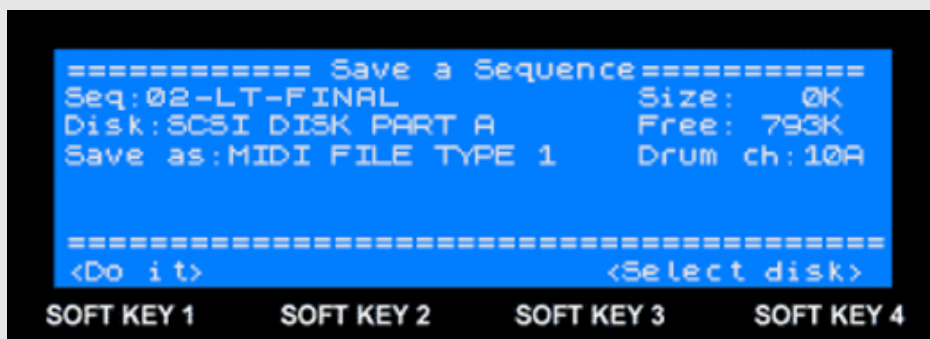 ============ Save a Sequence===========
Seq:02-LT-FINAL Size: 0K
Disk:SCSI DISK PART A Free: 793K
Save as:MIDI FILE TYPE 1 Drum ch:10A
========================================
<Do it> <Select disk>
SOFT KEY 1 SOFT KEY 2 SOFT KEY 3 SOFT KEY 4